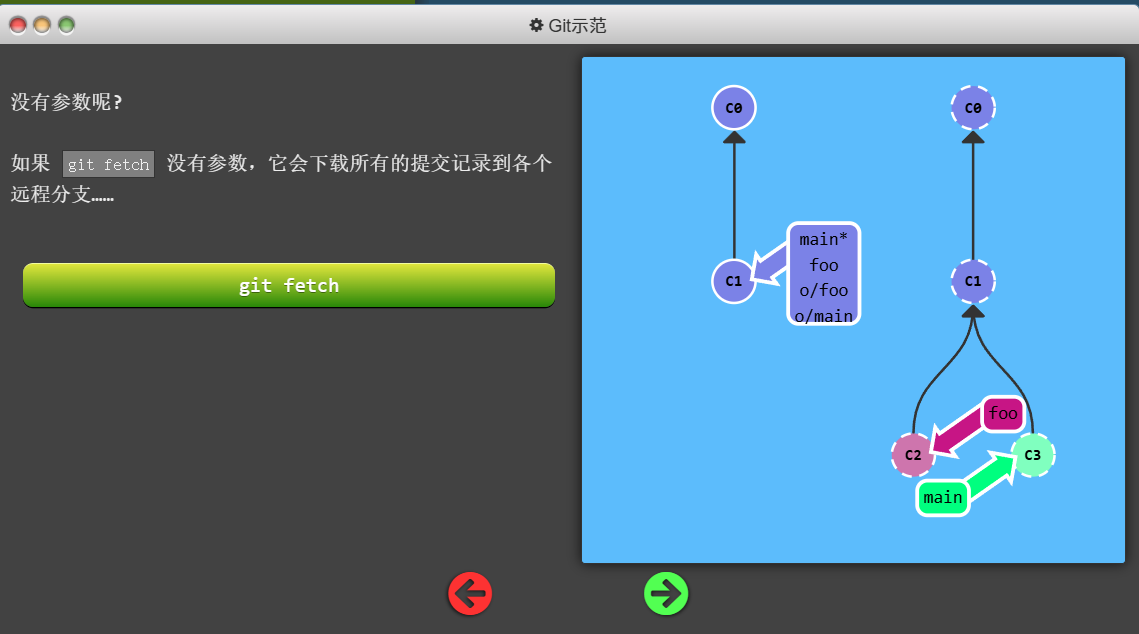 Git示范
没有参数呢?
如果 git fetch 没有参数，它会下载所有的提交记录到各个
远程分支……
git fetch
C0
C0
main*
foo
o/foo
o/main
C1
C1
foo
C2
C3
main